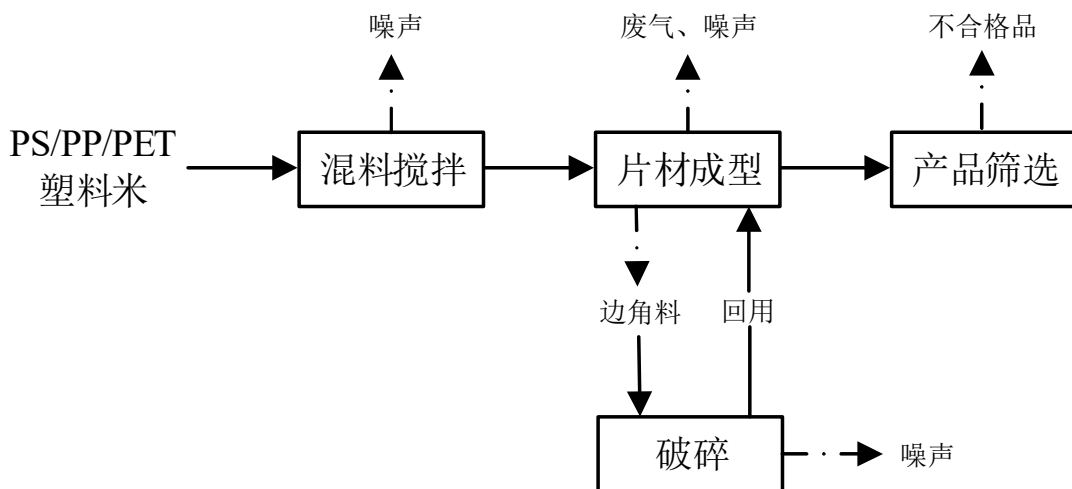 噪声
废气、噪声
不合格品
PS/PP/PET
塑料米
混料搅拌
片材成型
产品筛选
边角料
回用
破碎
噪声